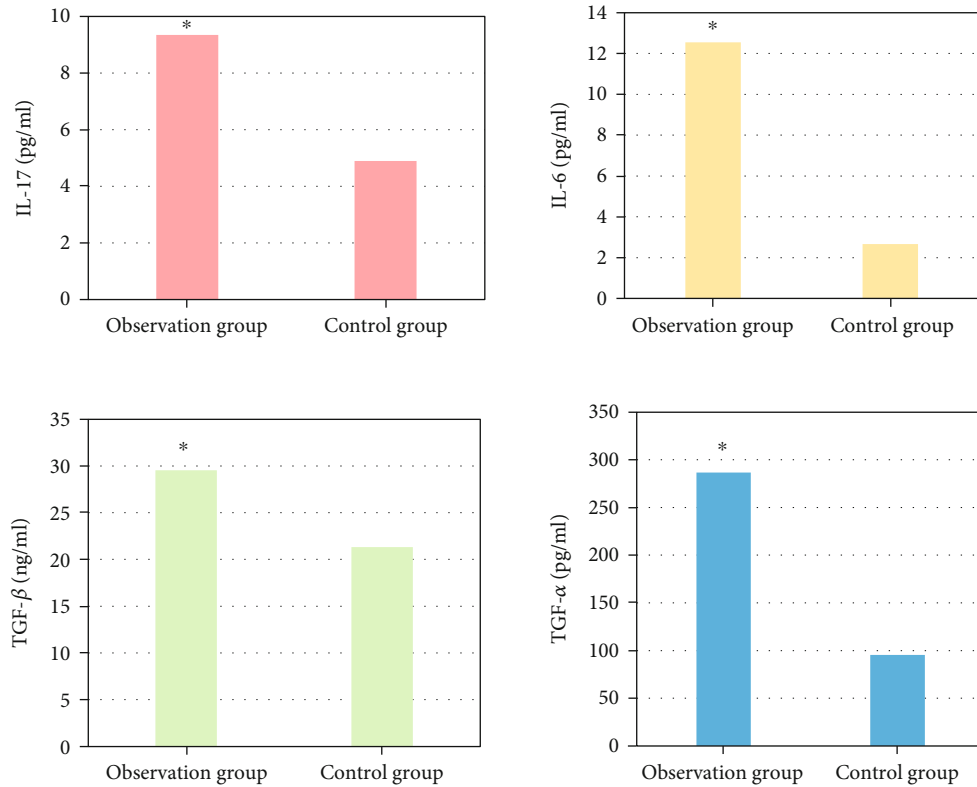 10
8
6
4
2
0
IL-17 (pg/ml)
*
Observation group
Control group
14
12
10
8
6
4
2
0
IL-6 (pg/ml)
*
Observation group
Control group
35
30
25
20
15
10
5
0
TGF-β (ng/ml)
*
Observation group
Control group
350
300
250
200
150
100
50
0
TGF-α (pg/ml)
*
Observation group
Control group